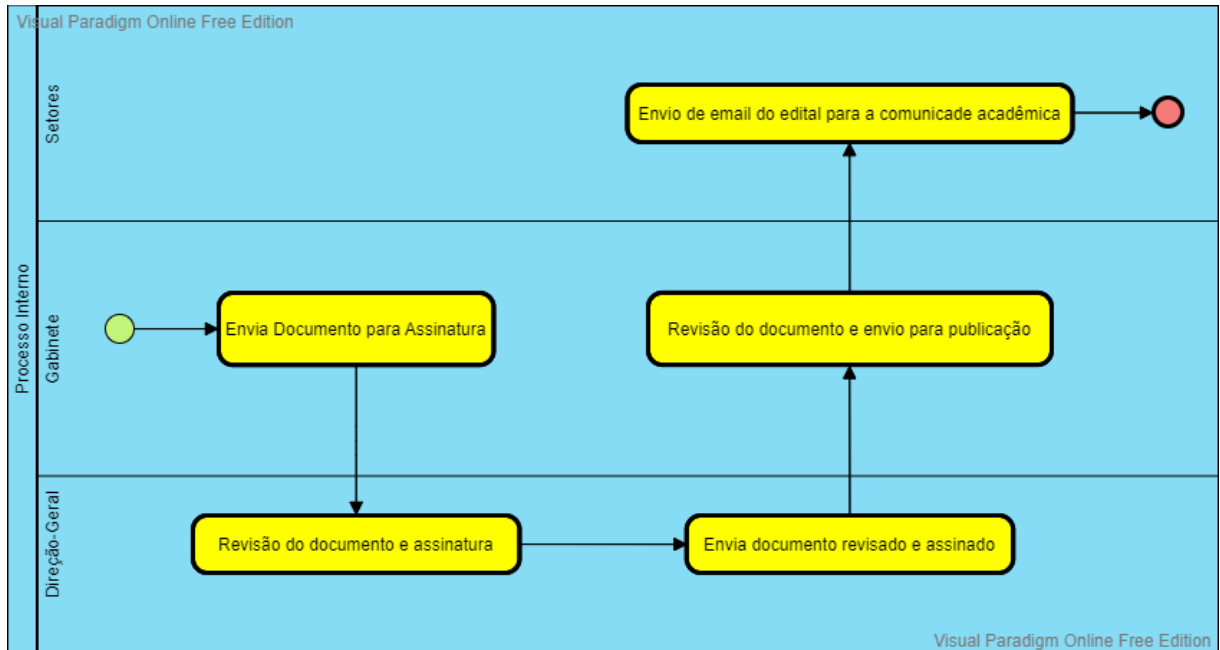 Visual Paradigm Online Free Edition
Processo Interno
Setores
Envio de email do edital para a comunicade acadêmica
Gabinete
Envia Documento para Assinatura
Revisão do documento e envio para publicação
Direção-Geral
Revisão do documento e assinatura
Envia documento revisado e assinado
Visual Paradigm Online Free Edition